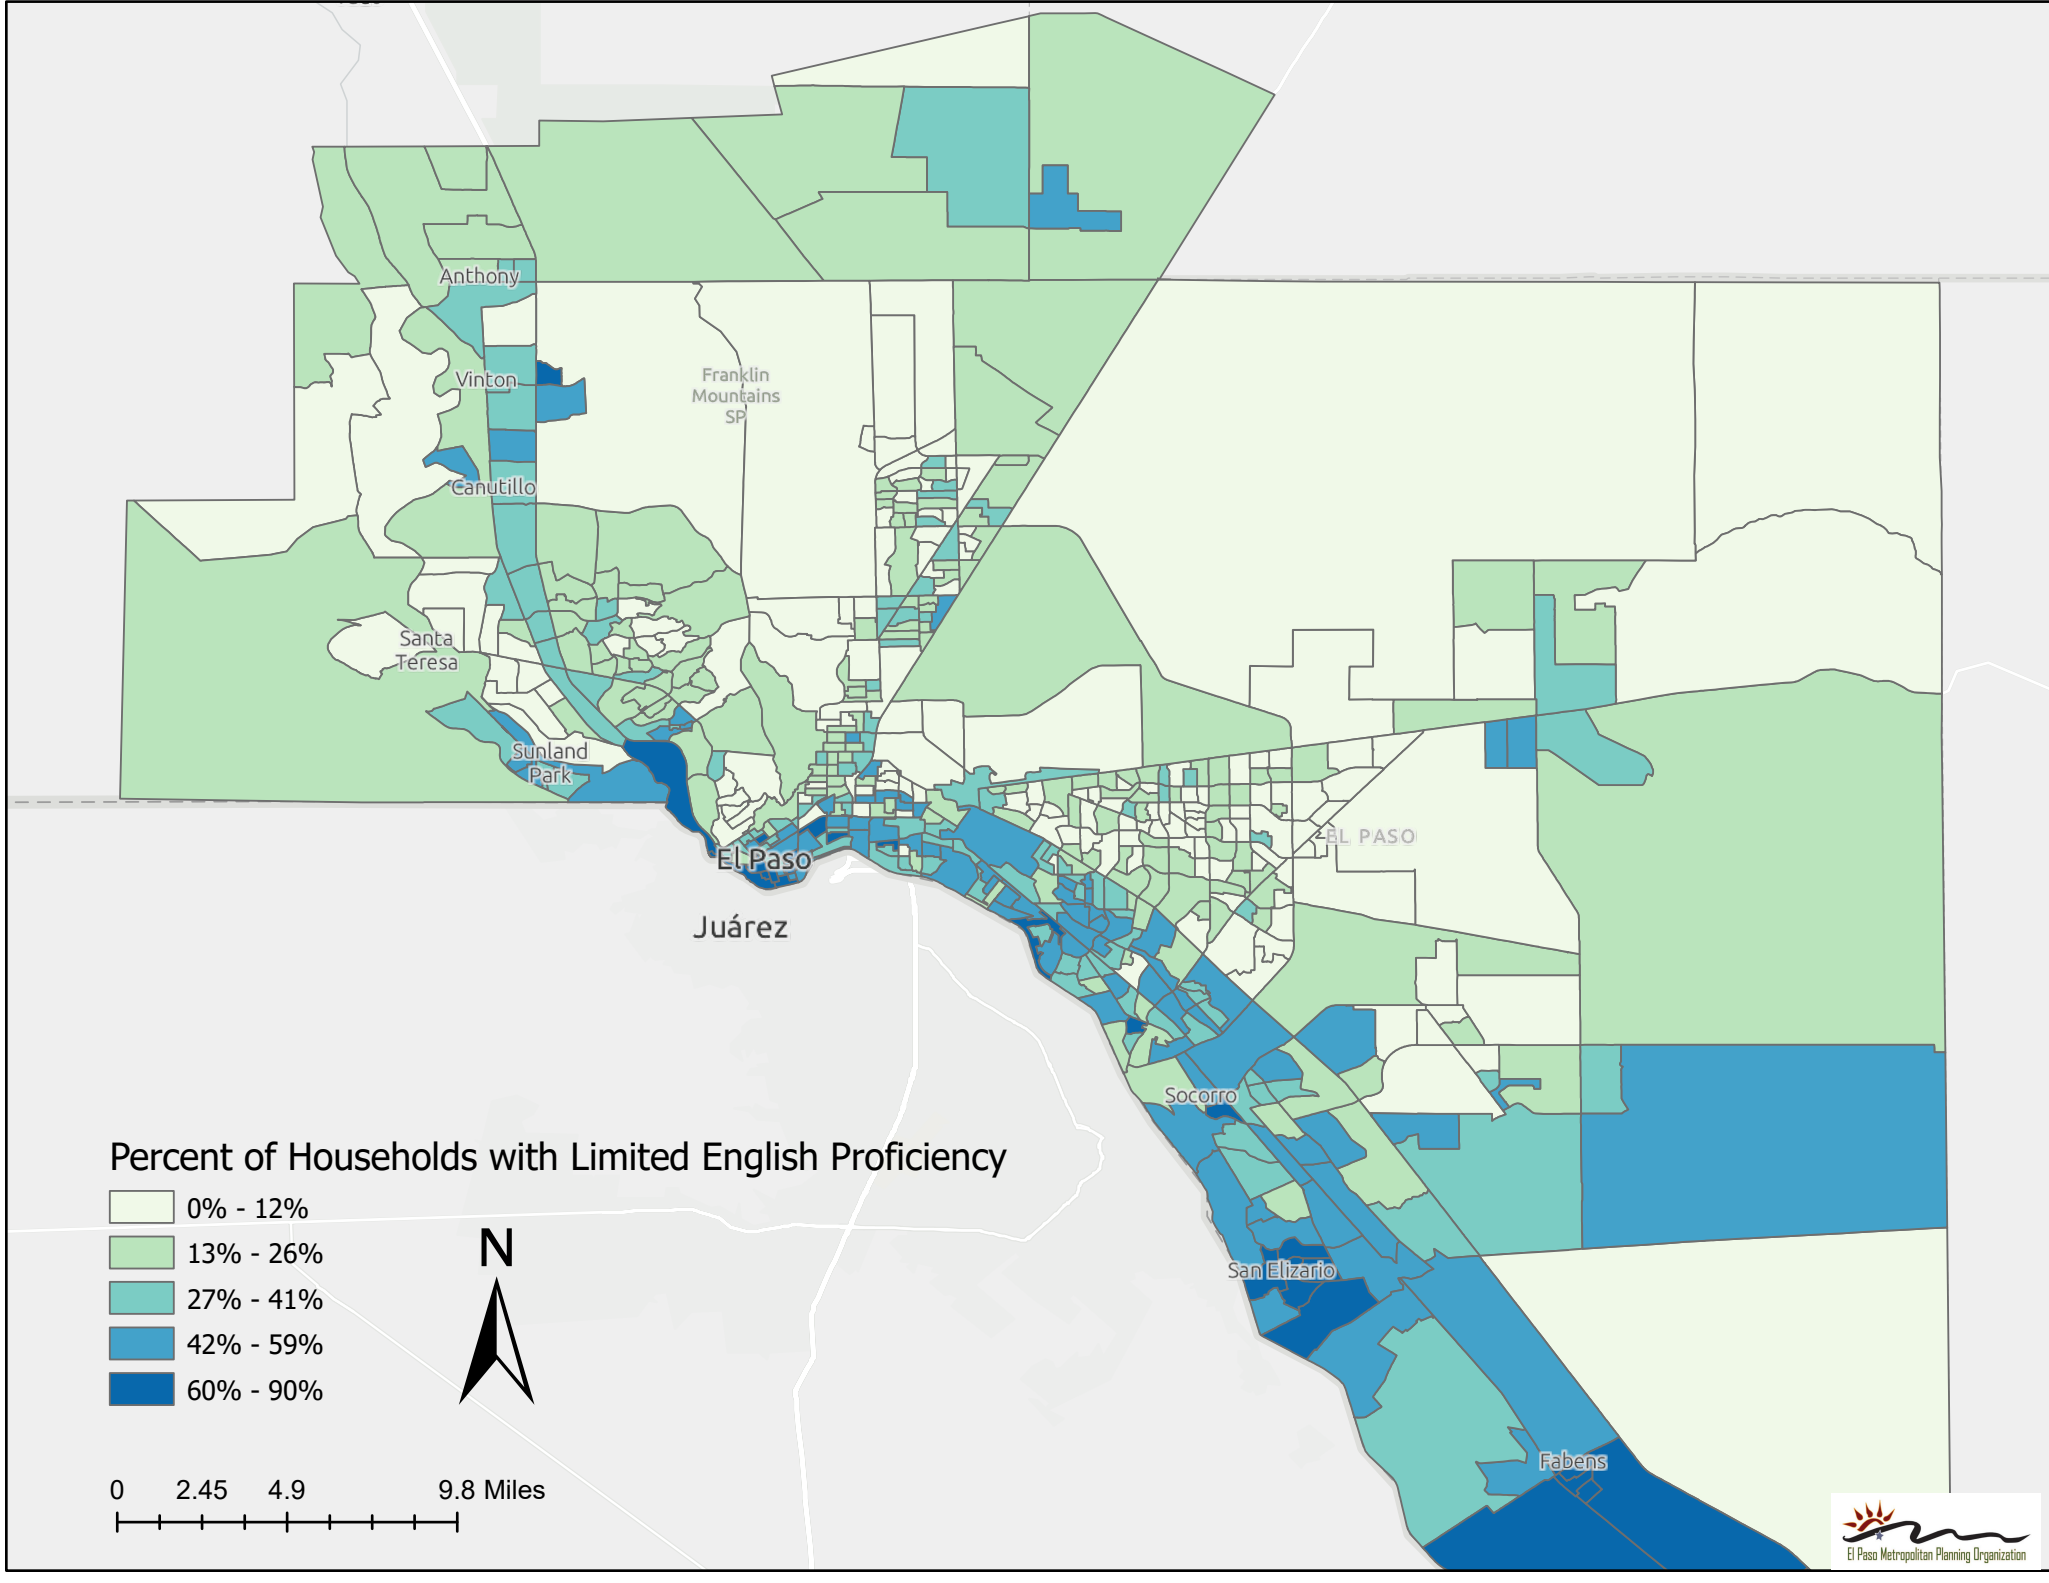 Anthony
Vinton
Franklin
Mountains
SP
Canutillo
Santa
Teresa
Sunland
Park
EL PASO
El Paso
Juárez
Socorro
San Elizario
Fabens
Percent of Households with Limited English Proficiency
0% - 12%
13% - 26%
27% - 41%
42% - 59%
60% - 90%
N
0 2.45 4.9 9.8 Miles
El Paso Metropolitan Planning Organization